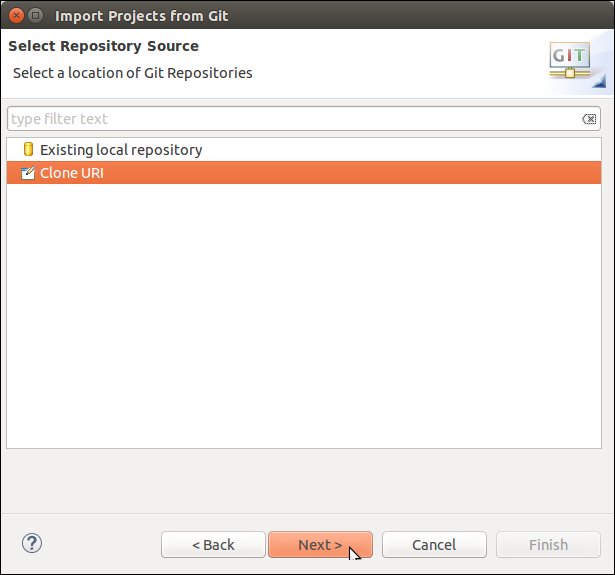 Import Projects from Git
Select Repository Source
Select a location of Git Repositories
GIT
type filter text
Existing local repository
Clone URI
?
< Back Next > Cancel Finish